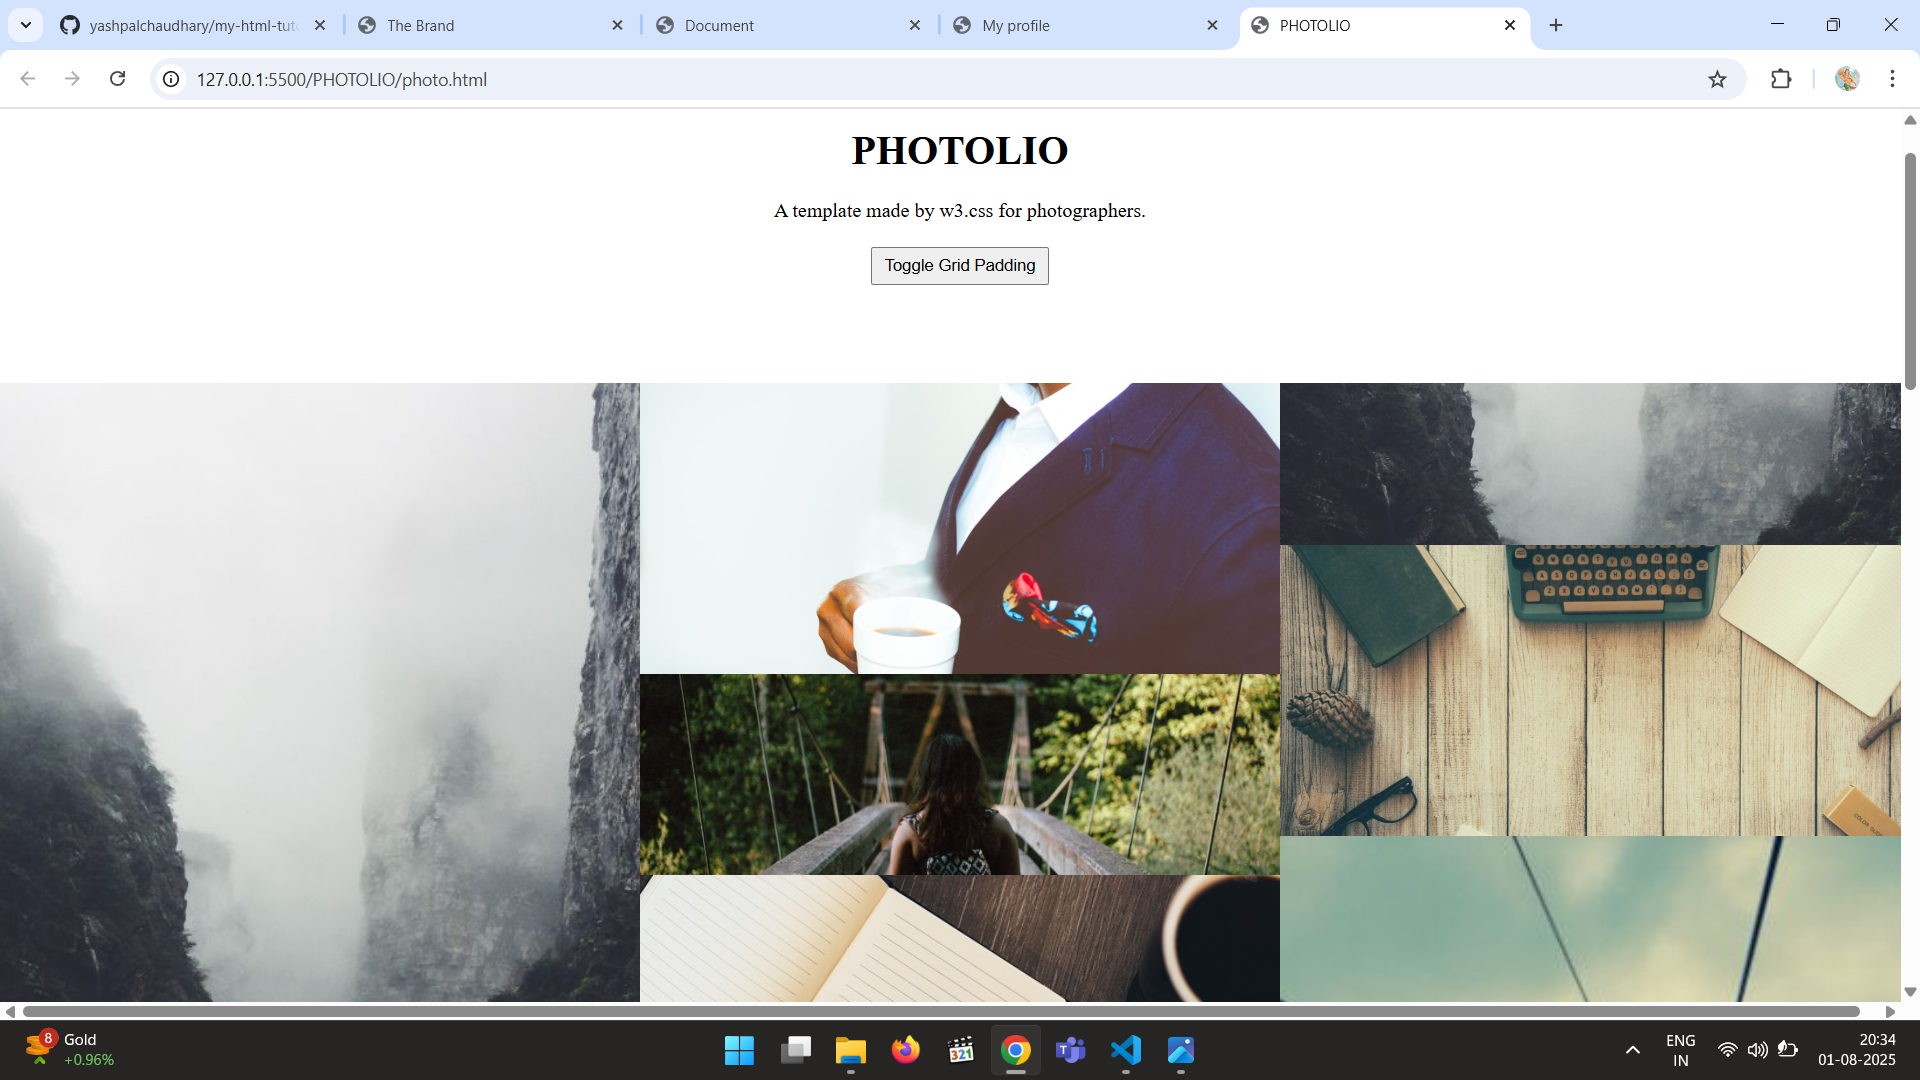 yashpalchaudhary/my-html-tut
The Brand
Document
My profile
PHOTOLIO
127.0.0.1:5500/PHOTOLIO/photo.html
PHOTOLIO
A template made by w3.css for photographers.
Toggle Grid Padding
8
Gold
+0.96%
321
T
ENG
IN
20:34
01-08-2025